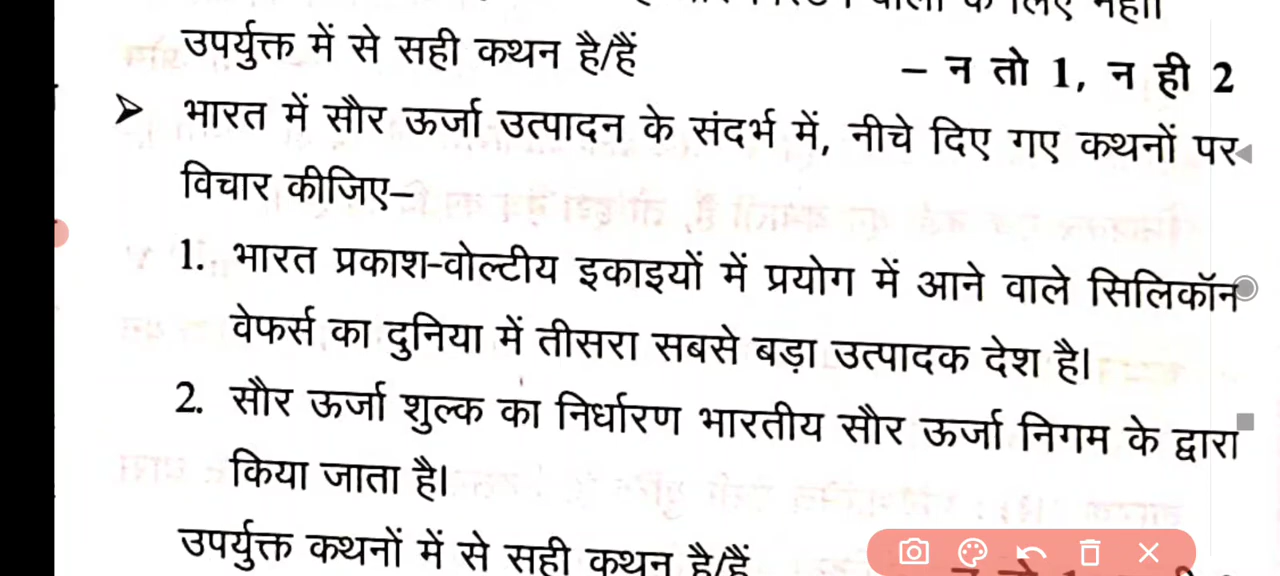 के लिए नहीं।
उपर्युक्त में से सही कथन है/हैं – न तो 1, न ही 2
➤ भारत में सौर ऊर्जा उत्पादन के संदर्भ में, नीचे दिए गए कथनों पर
विचार कीजिए–
1. भारत प्रकाश-वोल्टीय इकाइयों में प्रयोग में आने वाले सिलिकॉन
वेफर्स का दुनिया में तीसरा सबसे बड़ा उत्पादक देश है।
2. सौर ऊर्जा शुल्क का निर्धारण भारतीय सौर ऊर्जा निगम के द्वारा
किया जाता है।
उपर्युक्त कथनों में से सही कथन है/हैं